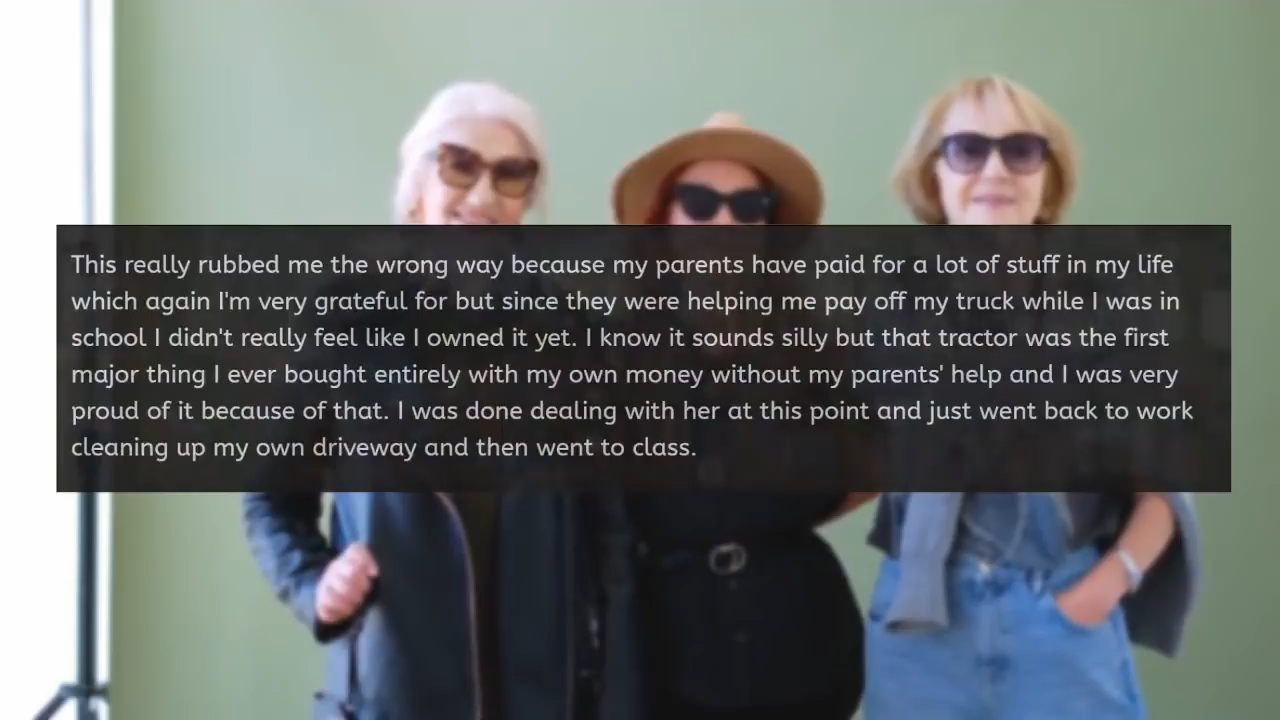 This really rubbed me the wrong way because my parents have paid for a lot of stuff in my life
which again I'm very grateful for but since they were helping me pay off my truck while I was in
school I didn't really feel like I owned it yet. I know it sounds silly but that tractor was the first
major thing I ever bought entirely with my own money without my parents' help and I was very
proud of it because of that. I was done dealing with her at this point and just went back to work
cleaning up my own driveway and then went to class.